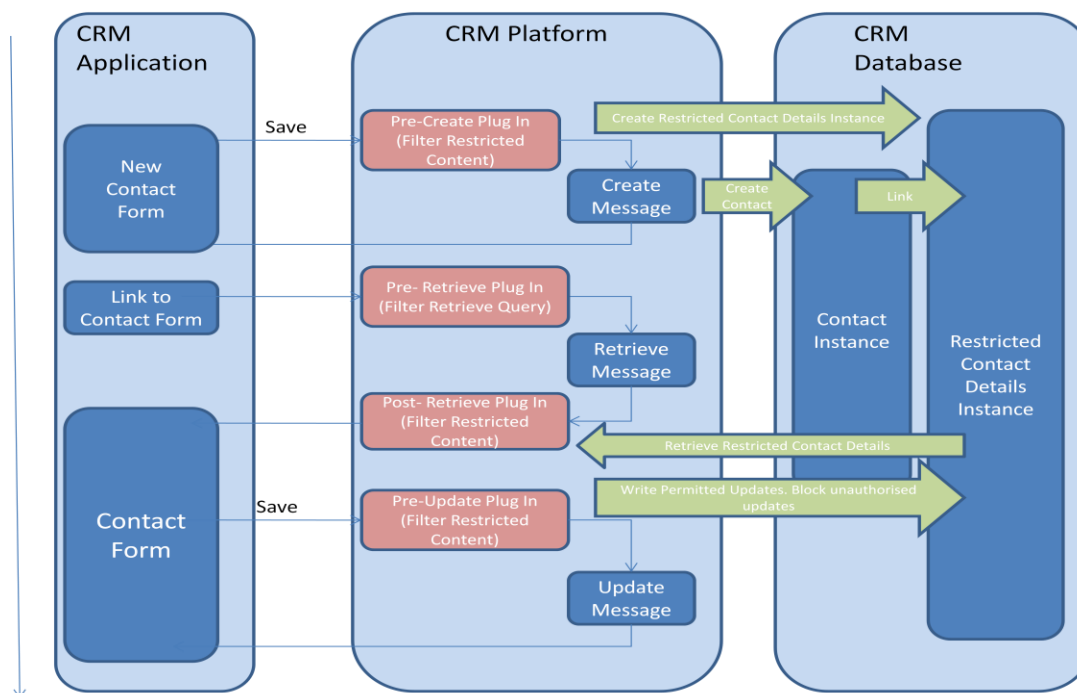 CRM
Application
CRM Platform
CRM
Database
Save
Pre-Create Plug In
(Filter Restricted
Content)
Create Restricted Contact Details Instance
New
Contact
Form
Create
Message
Create
Contact
Link
Link to
Contact Form
Pre- Retrieve Plug In
(Filter Retrieve Query)
Retrieve
Message
Contact
Instance
Restricted
Contact
Details
Instance
Post- Retrieve Plug In
(Filter Restricted
Content)
Retrieve Restricted Contact Details
Contact
Form
Save
Pre-Update Plug In
(Filter Restricted
Content)
Write Permitted Updates. Block unauthorised
updates
Update
Message